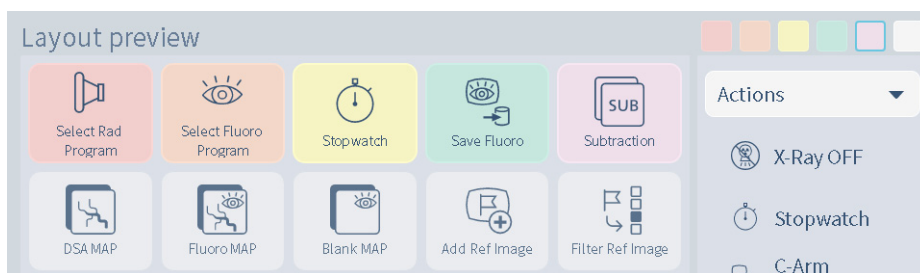 Layout preview
Select Rad
Program
Select Fluoro
Program
Stopwatch
Save Fluoro
SUB
Subtraction
DSA MAP
Fluoro MAP
Blank MAP
Add Ref Image
Filter Ref Image
Actions
X-Ray OFF
Stopwatch
C-Arm